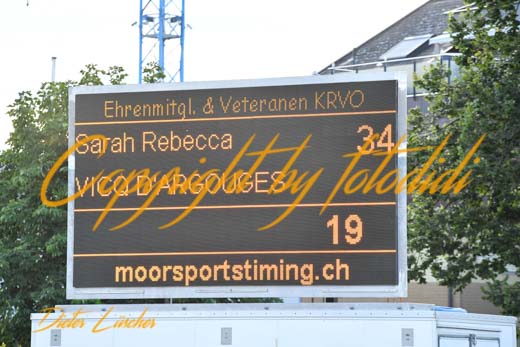 Ehrenmitgl. & Veteranen KRVO
Sarah Rebecca 34
VICQ D'ARGOUGES
19
moorsportstiming.ch
Copyright by fotodidi
Dieter Lüscher